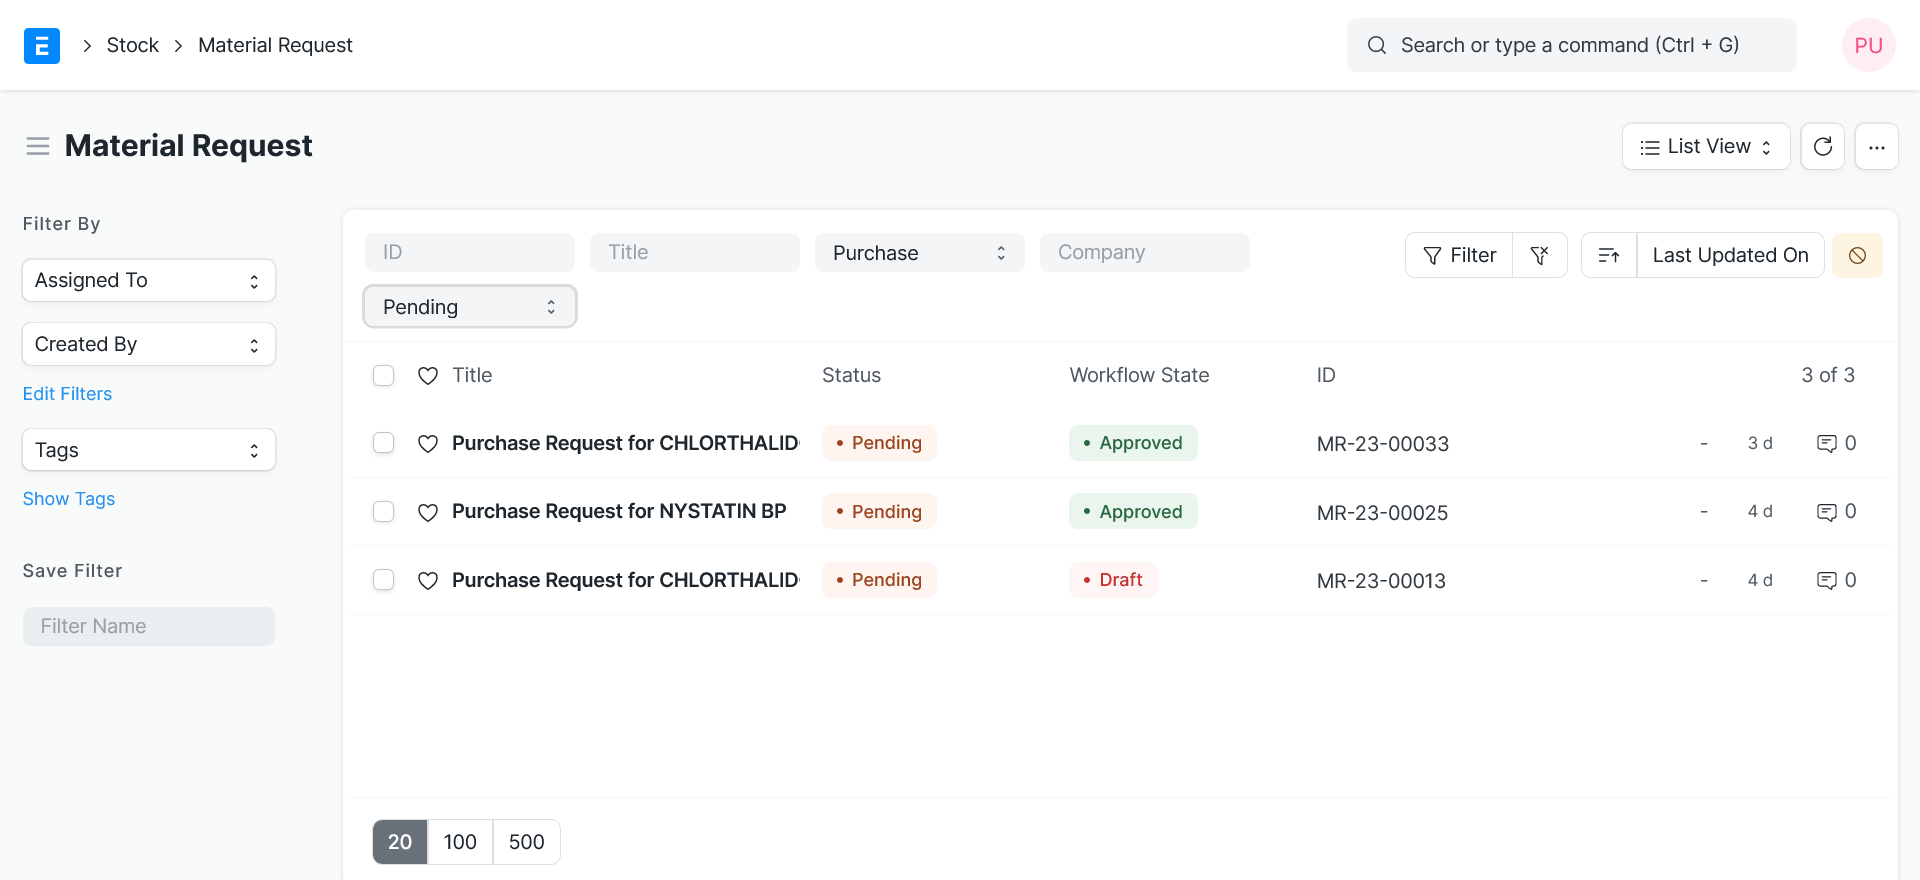 E
Stock
Material Request
Search or type a command (Ctrl + G)
PU
Material Request
List View
Filter By
Assigned To
Created By
Edit Filters
Tags
Show Tags
Save Filter
Filter Name
ID
Title
Purchase
Company
Pending
Filter
Last Updated On
Title Status Workflow State ID 3 of 3
Purchase Request for CHLORTHALID Pending Approved MR-23-00033 - 3 d 0
Purchase Request for NYSTATIN BP Pending Approved MR-23-00025 - 4 d 0
Purchase Request for CHLORTHALID Pending Draft MR-23-00013 - 4 d 0
20 100 500